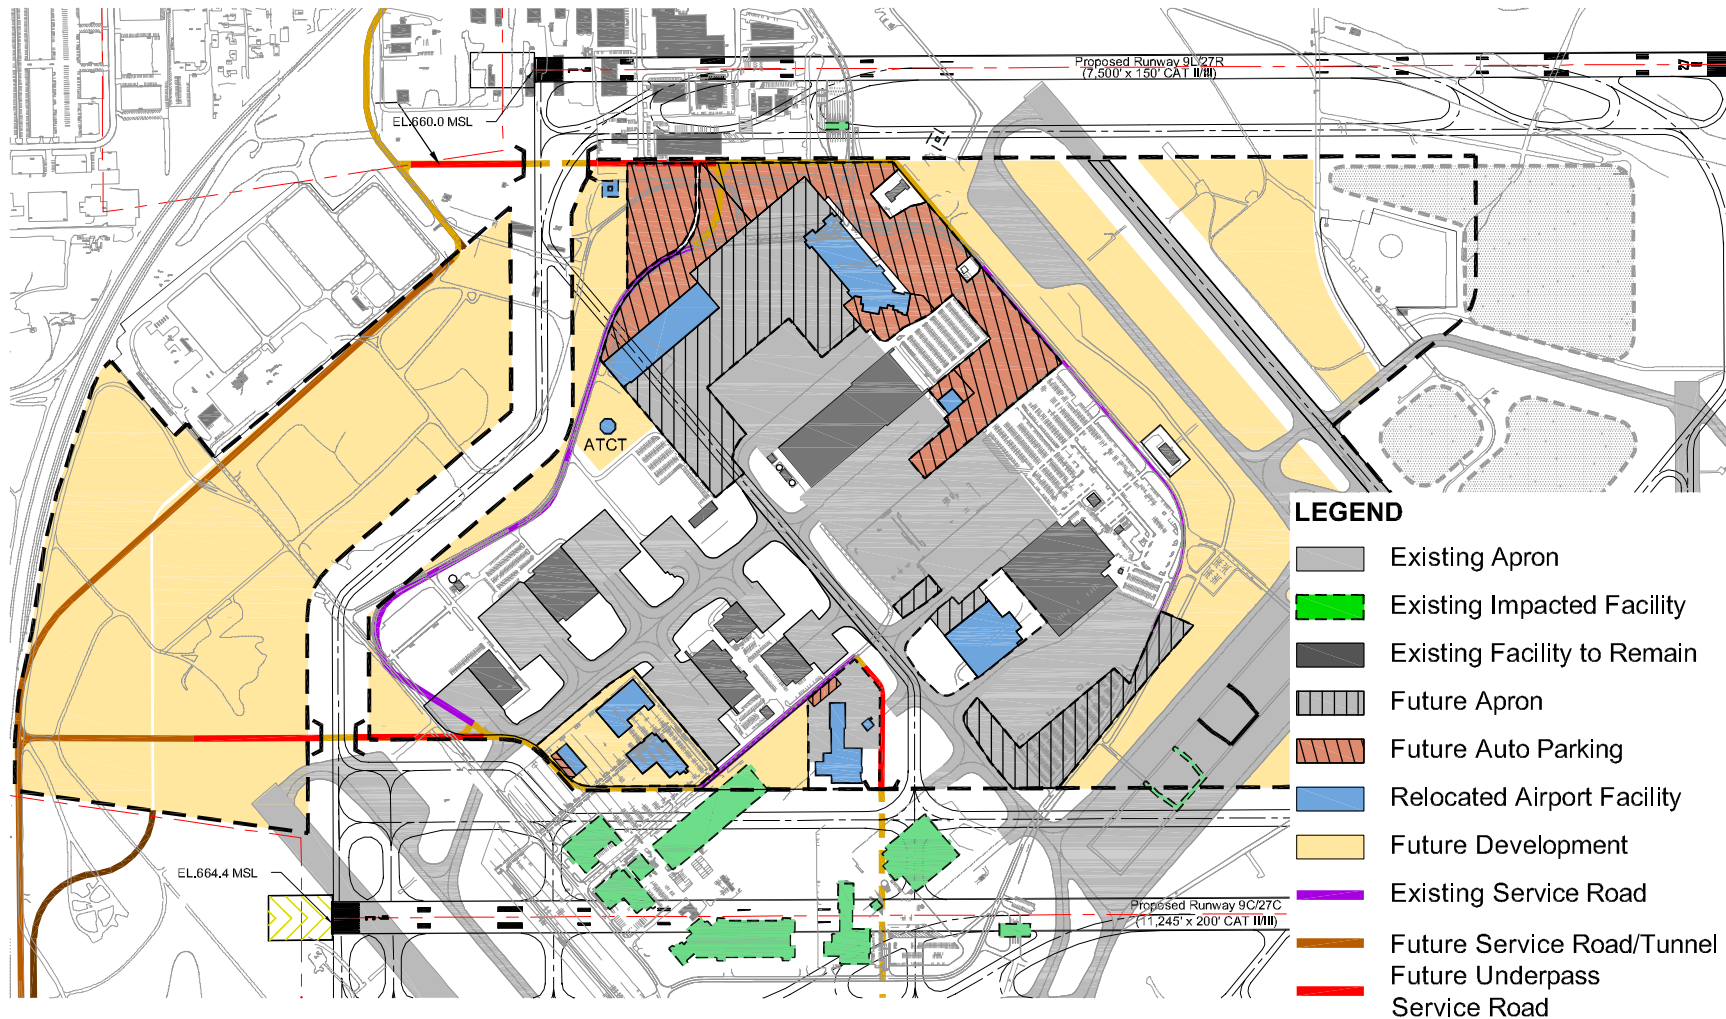 Proposed Runway 9L/27R
(7,500' x 150' CAT II/III)
27
EL.660.0 MSL
ATCT
LEGEND
Existing Apron
Existing Impacted Facility
Existing Facility to Remain
Future Apron
Future Auto Parking
Relocated Airport Facility
Future Development
Existing Service Road
Future Service Road/Tunnel
Future Underpass
Service Road
EL.664.4 MSL
Proposed Runway 9C/27C
(11,245' x 200' CAT II/III)